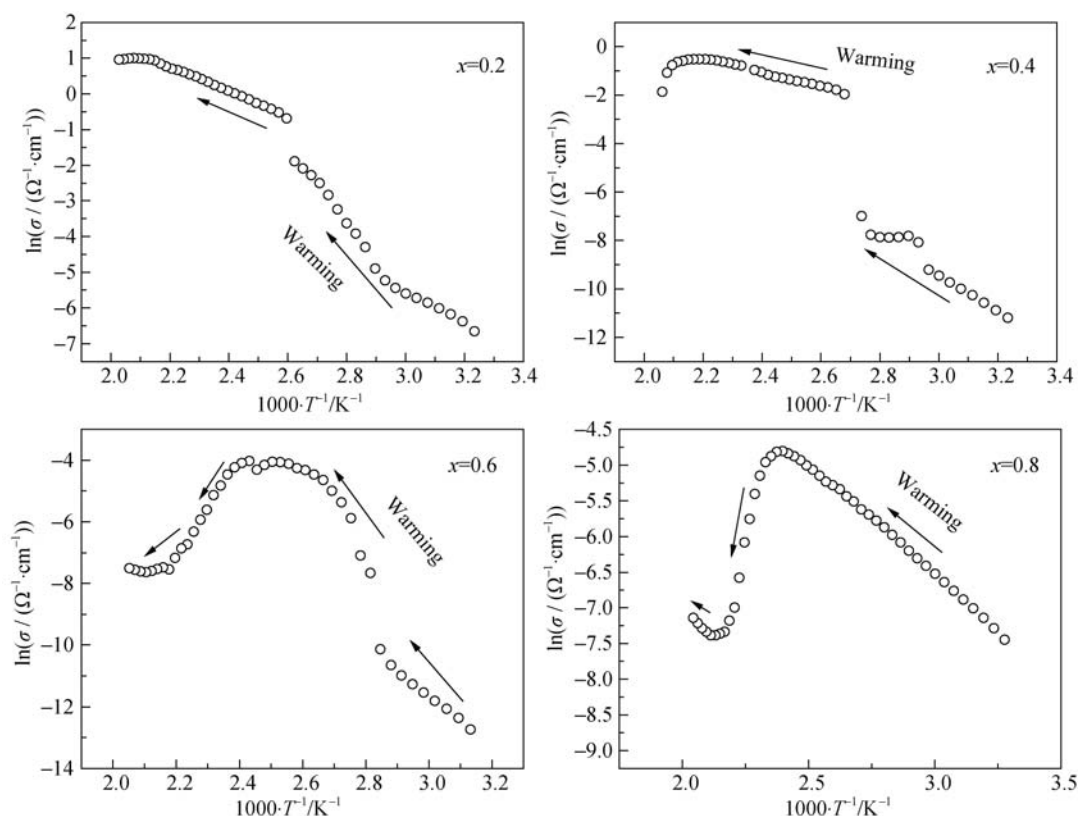 2
1
0
−1
−2
−3
−4
−5
−6
−7
ln(σ / (Ω⁻¹·cm⁻¹))
x=0.2
Warming
2.0 2.2 2.4 2.6 2.8 3.0 3.2 3.4
1000·T⁻¹/K⁻¹
0
−2
−4
−6
−8
−10
−12
ln(σ / (Ω⁻¹·cm⁻¹))
Warming
x=0.4
2.0 2.2 2.4 2.6 2.8 3.0 3.2 3.4
1000·T⁻¹/K⁻¹
−4
−6
−8
−10
−12
−14
ln(σ / (Ω⁻¹·cm⁻¹))
x=0.6
Warming
2.0 2.2 2.4 2.6 2.8 3.0 3.2
1000·T⁻¹/K⁻¹
−4.5
−5.0
−5.5
−6.0
−6.5
−7.0
−7.5
−8.0
−8.5
−9.0
ln(σ / (Ω⁻¹·cm⁻¹))
x=0.8
Warming
2.0 2.5 3.0 3.5
1000·T⁻¹/K⁻¹